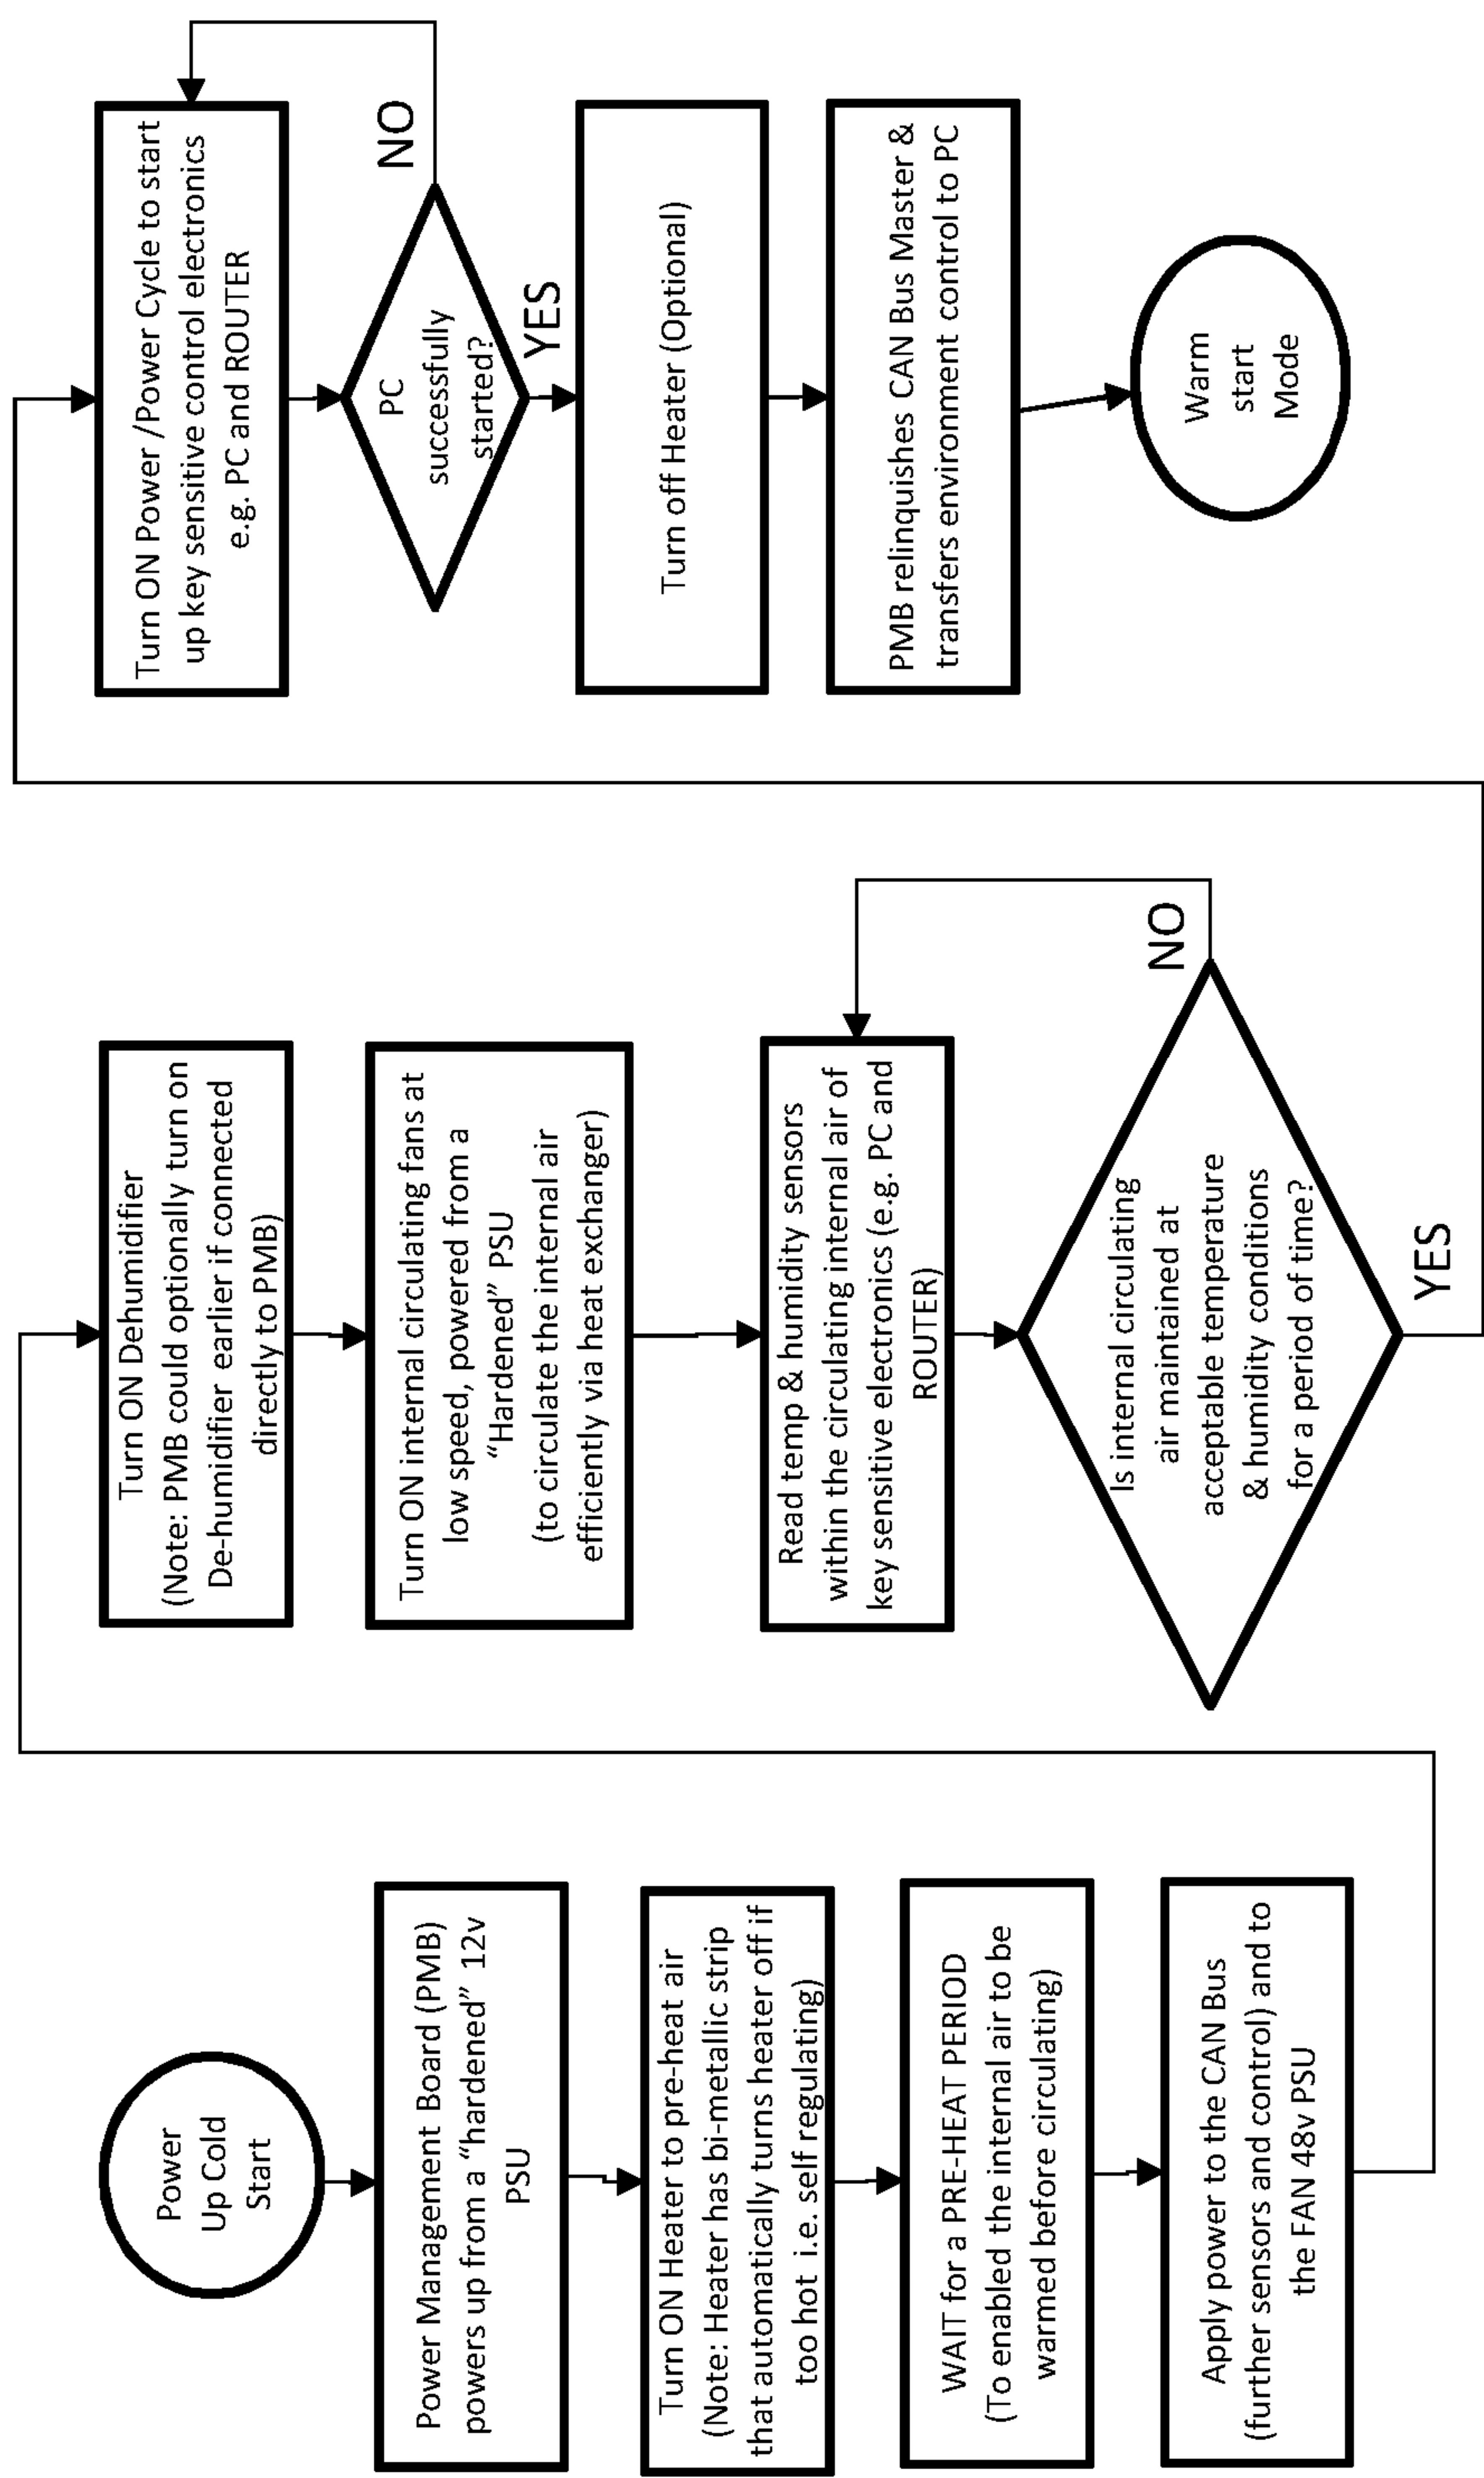 Power
Up Cold
Start
Power Management Board (PMB)
powers up from a “hardened” 12v
PSU
Turn ON Heater to pre-heat air
(Note: Heater has bi-metallic strip
that automatically turns heater off if
too hot i.e. self regulating)
WAIT for a PRE-HEAT PERIOD
(To enabled the internal air to be
warmed before circulating)
Apply power to the CAN Bus
(further sensors and control) and to
the FAN 48v PSU
Turn ON Dehumidifier
(Note: PMB could optionally turn on
De-humidifier earlier if connected
directly to PMB)
Turn ON internal circulating fans at
low speed, powered from a
“Hardened” PSU
(to circulate the internal air
efficiently via heat exchanger)
Read temp & humidity sensors
within the circulating internal air of
key sensitive electronics (e.g. PC and
ROUTER)
Is internal circulating
air maintained at
acceptable temperature
& humidity conditions
for a period of time?
NO
YES
Turn ON Power /Power Cycle to start
up key sensitive control electronics
e.g. PC and ROUTER
PC
successfully
started?
NO
YES
Turn off Heater (Optional)
PMB relinquishes CAN Bus Master &
transfers environment control to PC
Warm
start
Mode